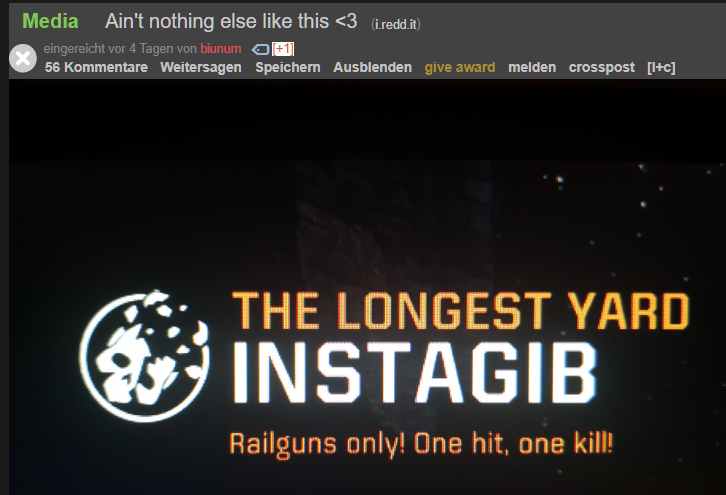 Media Ain't nothing else like this <3 (i.redd.it)
eingereicht vor 4 Tagen von biunum [+1]
56 Kommentare Weitersagen Speichern Ausblenden give award melden crosspost [l+c]
THE LONGEST YARD
INSTAGIB
Railguns only! One hit, one kill!